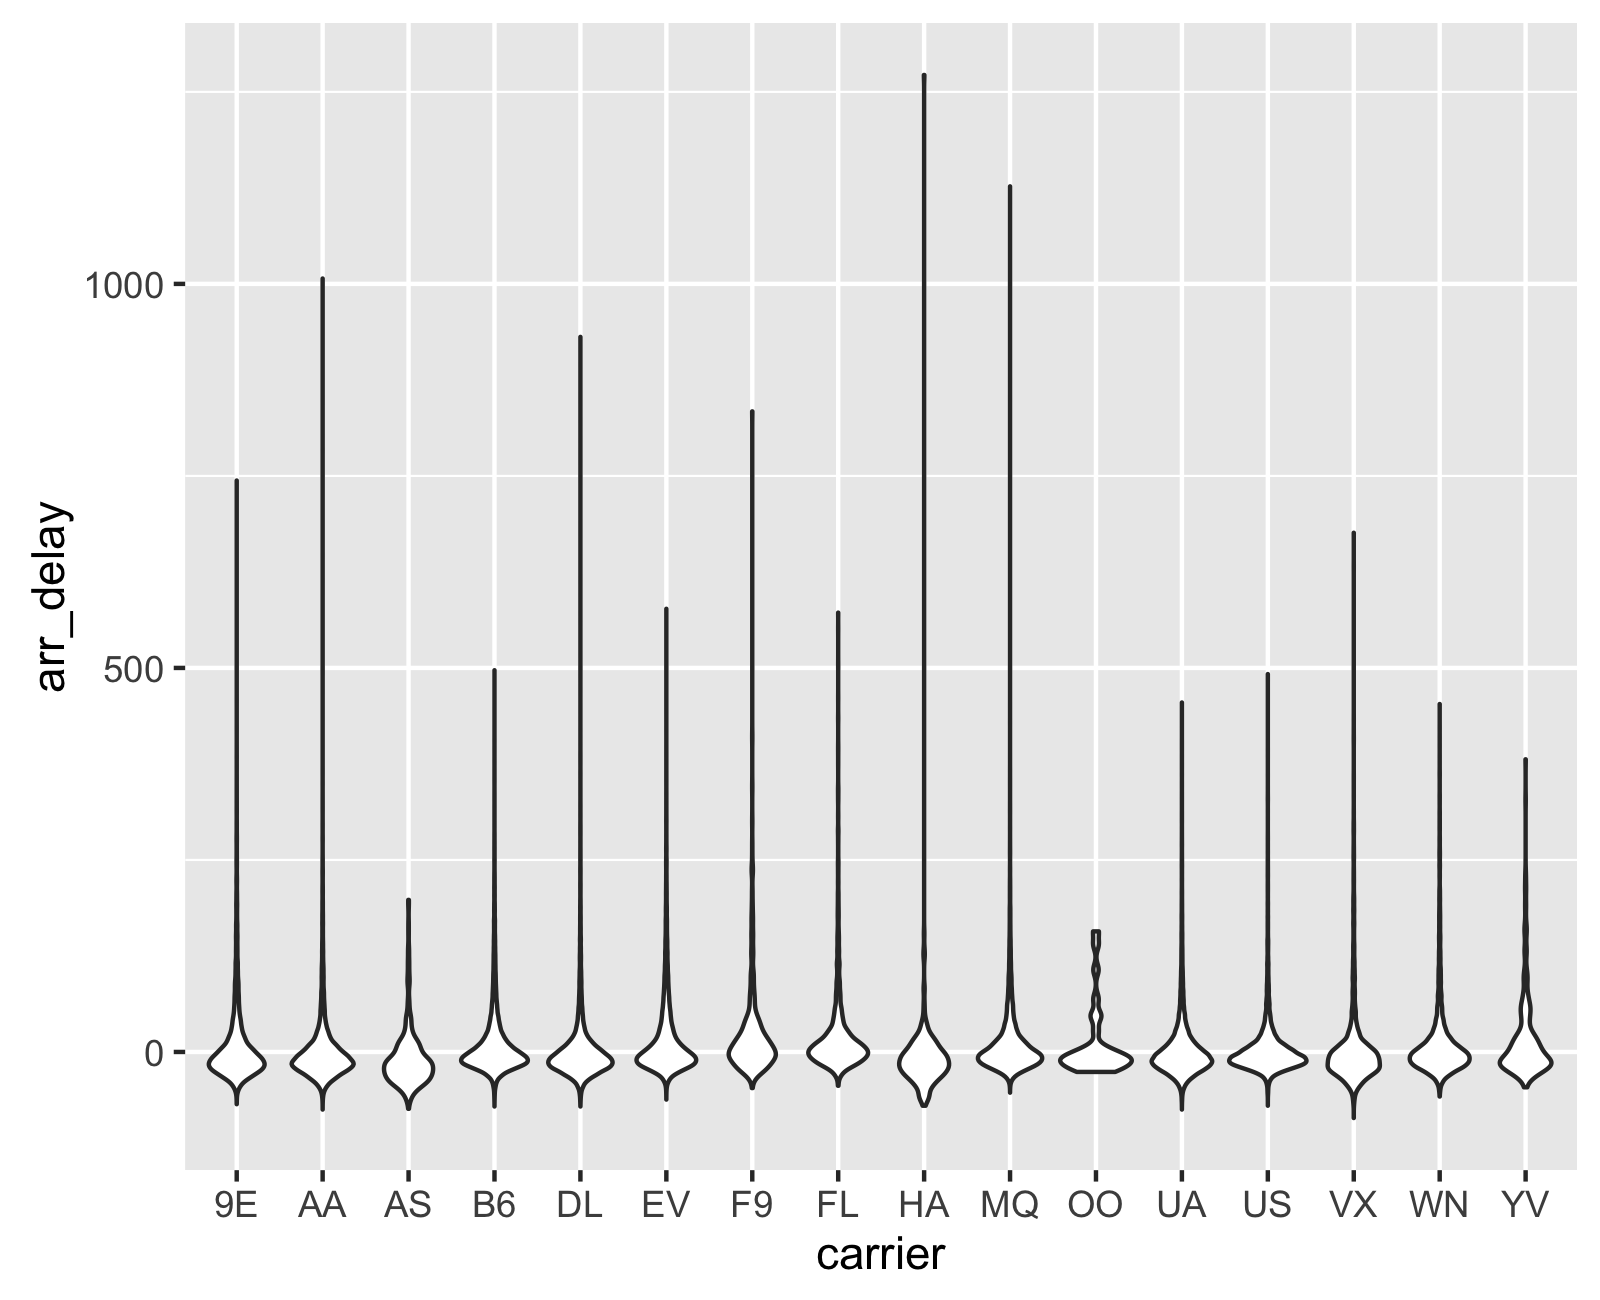 arr_delay
1000
500
0
9E AA AS B6 DL EV F9 FL HA MQ OO UA US VX WN YV
carrier